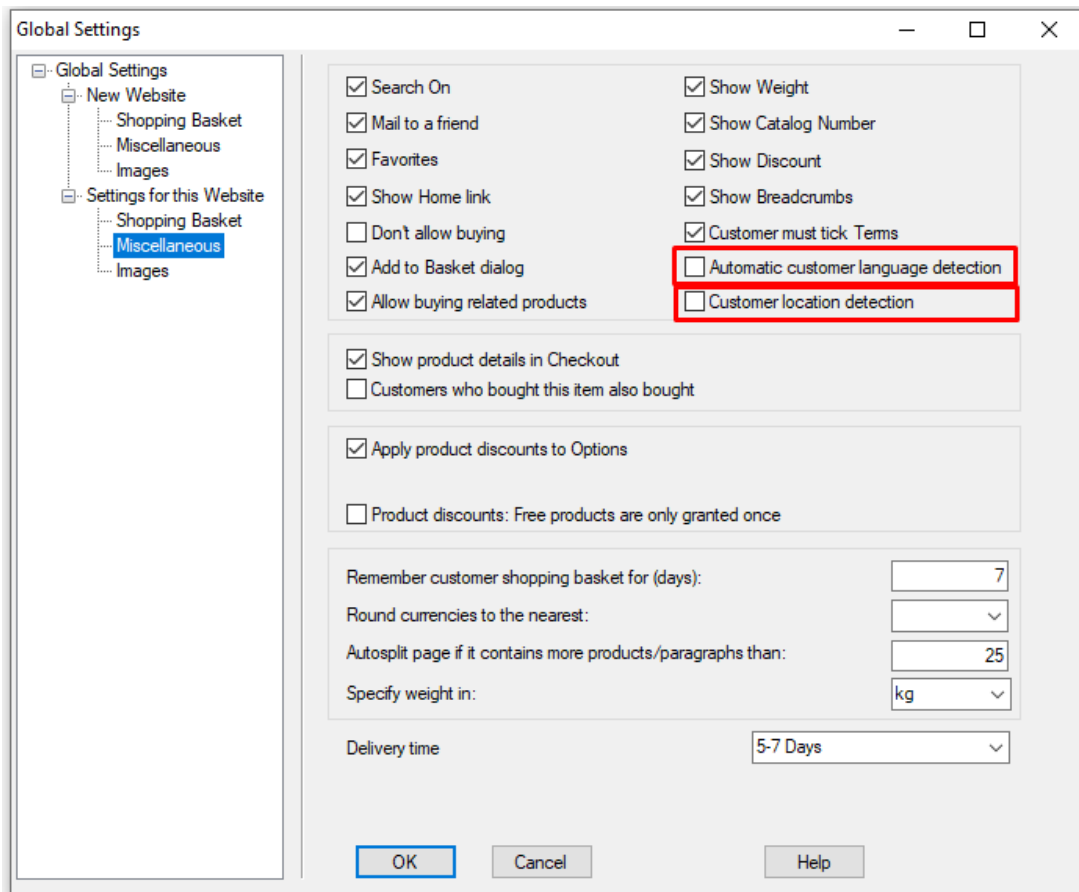 Global Settings
Global Settings
New Website
Shopping Basket
Miscellaneous
Images
Settings for this Website
Shopping Basket
Miscellaneous
Images
Search On
Show Weight
Mail to a friend
Show Catalog Number
Favorites
Show Discount
Show Home link
Show Breadcrumbs
Don't allow buying
Customer must tick Terms
Add to Basket dialog
Automatic customer language detection
Allow buying related products
Customer location detection
Show product details in Checkout
Customers who bought this item also bought
Apply product discounts to Options
Product discounts: Free products are only granted once
Remember customer shopping basket for (days): 7
Round currencies to the nearest:
Autosplit page if it contains more products/paragraphs than: 25
Specify weight in: kg
Delivery time 5-7 Days
OK Cancel Help